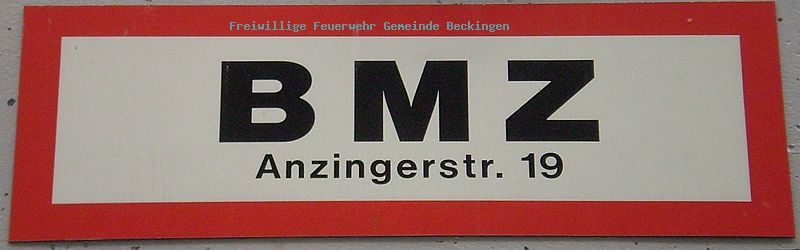 Freiwillige Feuerwehr Gemeinde Beckingen
BMZ
Anzingerstr. 19